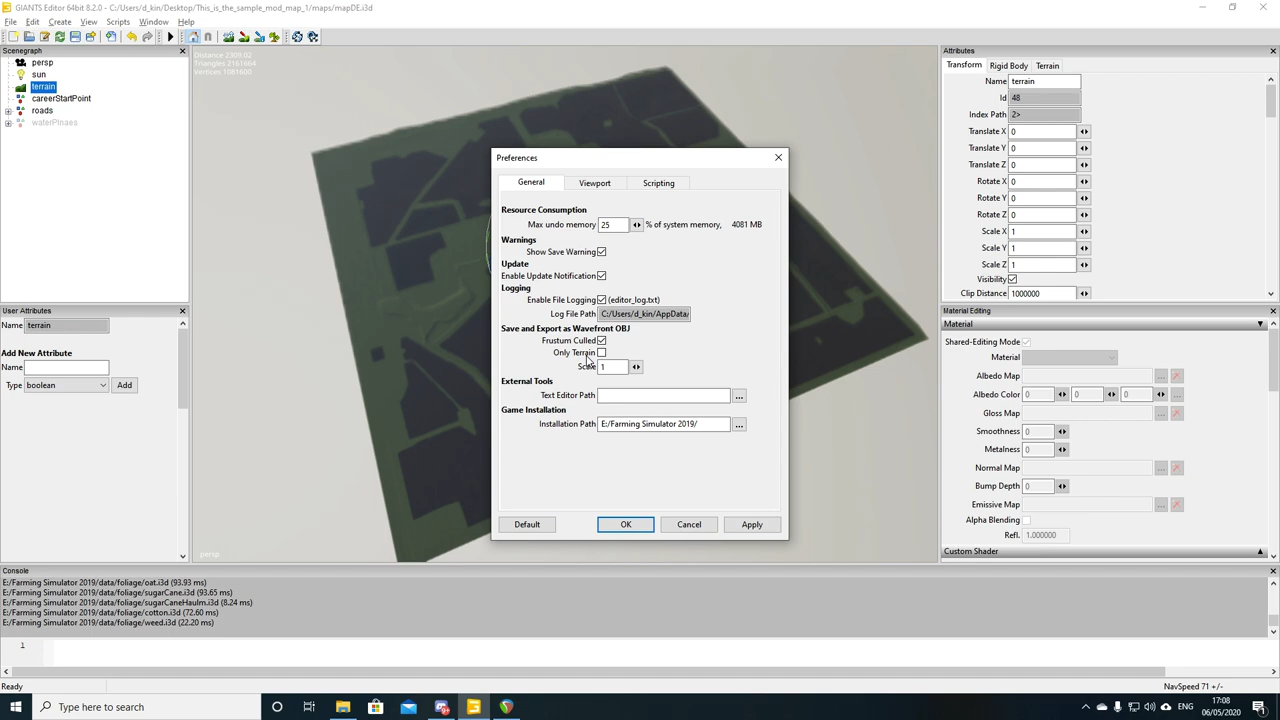 GIANTS Editor 64bit 8.2.0 - C:/Users/d_kin/Desktop/This_is_the_sample_mod_map_1/maps/mapDE.i3d
File Edit Create View Scripts Window Help
Scenegraph
persp
sun
terrain
careerStartPoint
roads
waterPlnaes
Distance 2309.02
Triangles 2161664
Vertices 1081600
persp
User Attributes
Name terrain
Add New Attribute
Name
Type boolean Add
Preferences
General Viewport Scripting
Resource Consumption
Max undo memory 25 % of system memory, 4081 MB
Warnings
Show Save Warning
Update
Enable Update Notification
Logging
Enable File Logging (editor_log.txt)
Log File Path C:/Users/d_kin/AppData/
Save and Export as Wavefront OBJ
Frustum Culled
Only Terrain
Scale 1
External Tools
Text Editor Path ...
Game Installation
Installation Path E:/Farming Simulator 2019/ ...
Default OK Cancel Apply
Attributes
Transform Rigid Body Terrain
Name terrain
Id 48
Index Path 2>
Translate X 0
Translate Y 0
Translate Z 0
Rotate X 0
Rotate Y 0
Rotate Z 0
Scale X 1
Scale Y 1
Scale Z 1
Visibility
Clip Distance 1000000
Material Editing
Material
Shared-Editing Mode
Material
Albedo Map ...
Albedo Color 0 0 0 ...
Gloss Map ...
Smoothness 0
Metalness 0
Normal Map ...
Bump Depth 0
Emissive Map ...
Alpha Blending
Refl. 1.000000
Custom Shader
Console
E:/Farming Simulator 2019/data/foliage/oat.i3d (93.93 ms)
E:/Farming Simulator 2019/data/foliage/sugarCane.i3d (93.65 ms)
E:/Farming Simulator 2019/data/foliage/sugarCaneHaulm.i3d (8.24 ms)
E:/Farming Simulator 2019/data/foliage/cotton.i3d (72.60 ms)
E:/Farming Simulator 2019/data/foliage/weed.i3d (22.20 ms)
1
Ready
NavSpeed 71 +/-
Type here to search
ENG
17:08
06/05/2020